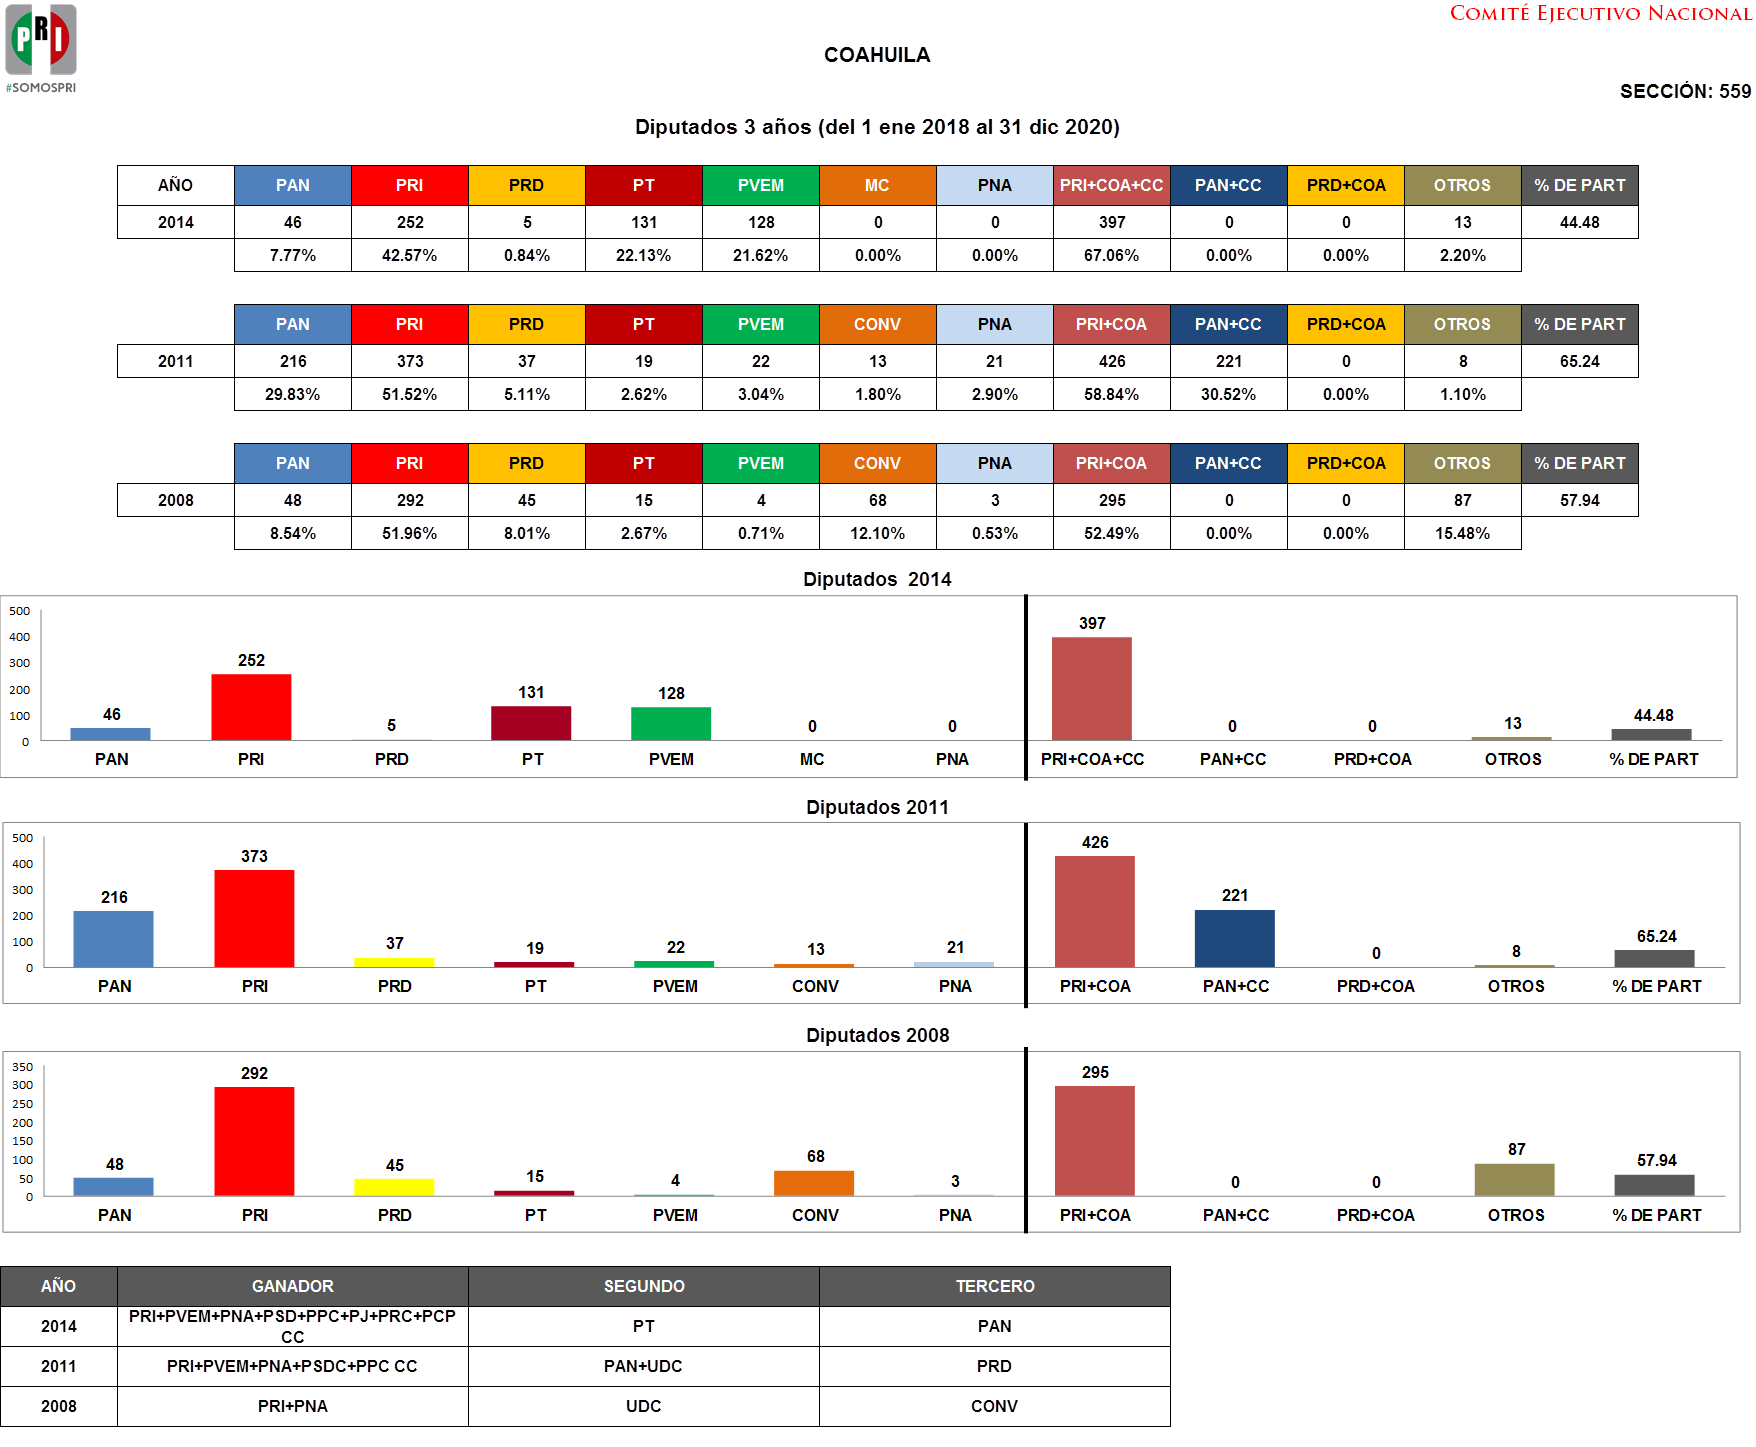 PRI
#SOMOSPRI
COMITÉ EJECUTIVO NACIONAL
COAHUILA
SECCIÓN: 559
Diputados 3 años (del 1 ene 2018 al 31 dic 2020)
AÑO PAN PRI PRD PT PVEM MC PNA PRI+COA+CC PAN+CC PRD+COA OTROS % DE PART
2014 46 252 5 131 128 0 0 397 0 0 13 44.48
7.77% 42.57% 0.84% 22.13% 21.62% 0.00% 0.00% 67.06% 0.00% 0.00% 2.20%
PAN PRI PRD PT PVEM CONV PNA PRI+COA PAN+CC PRD+COA OTROS % DE PART
2011 216 373 37 19 22 13 21 426 221 0 8 65.24
29.83% 51.52% 5.11% 2.62% 3.04% 1.80% 2.90% 58.84% 30.52% 0.00% 1.10%
PAN PRI PRD PT PVEM CONV PNA PRI+COA PAN+CC PRD+COA OTROS % DE PART
2008 48 292 45 15 4 68 3 295 0 0 87 57.94
8.54% 51.96% 8.01% 2.67% 0.71% 12.10% 0.53% 52.49% 0.00% 0.00% 15.48%
Diputados 2014
500
400
300
200
100
0
46 252 5 131 128 0 0 397 0 0 13 44.48
PAN PRI PRD PT PVEM MC PNA PRI+COA+CC PAN+CC PRD+COA OTROS % DE PART
Diputados 2011
500
400
300
200
100
0
216 373 37 19 22 13 21 426 221 0 8 65.24
PAN PRI PRD PT PVEM CONV PNA PRI+COA PAN+CC PRD+COA OTROS % DE PART
Diputados 2008
350
300
250
200
150
100
50
0
48 292 45 15 4 68 3 295 0 0 87 57.94
PAN PRI PRD PT PVEM CONV PNA PRI+COA PAN+CC PRD+COA OTROS % DE PART
AÑO GANADOR SEGUNDO TERCERO
2014 PRI+PVEM+PNA+PSD+PPC+PJ+PRC+PCP CC PT PAN
2011 PRI+PVEM+PNA+PSDC+PPC CC PAN+UDC PRD
2008 PRI+PNA UDC CONV